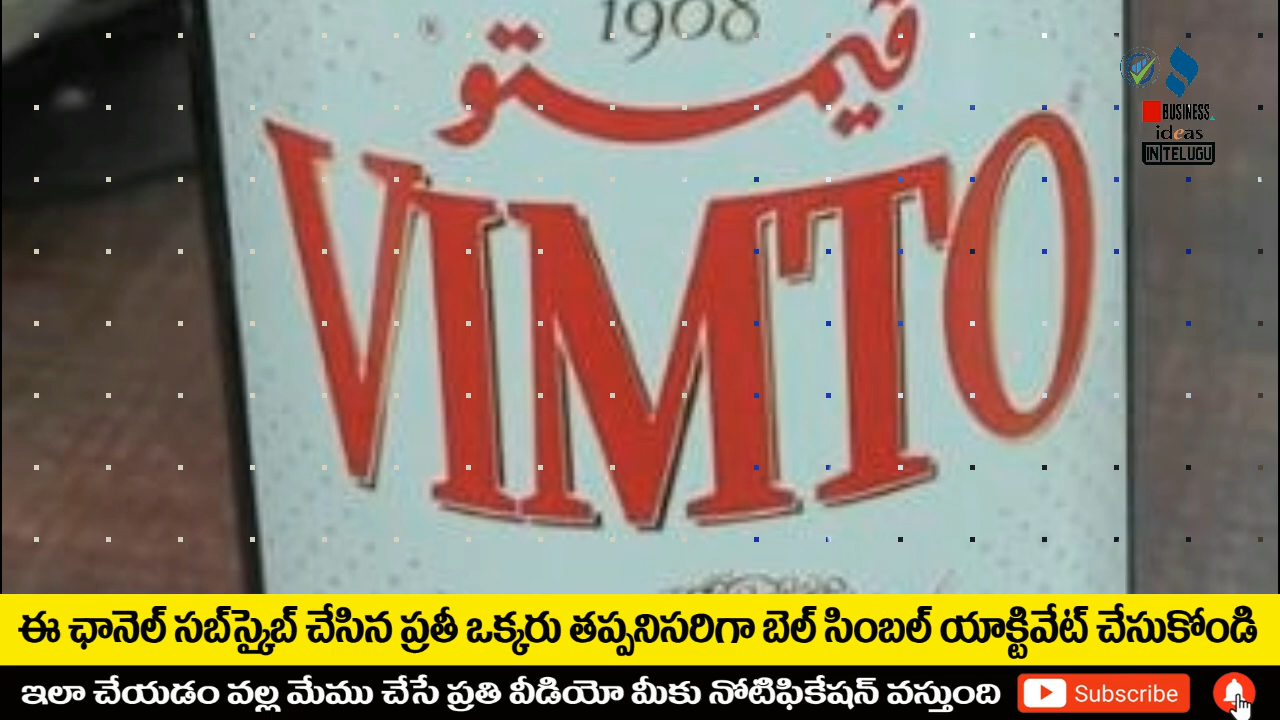 1908
فيمتو
VIMTO
BUSINESS
ideas
IN TELUGU
ఈ ఛానెల్ సబ్‌స్క్రైబ్ చేసిన ప్రతీ ఒక్కరు తప్పనిసరిగా బెల్ సింబల్ యాక్టివేట్ చేసుకోండి
ఇలా చేయడం వల్ల మేము చేసే ప్రతి వీడియో మీకు నోటిఫికేషన్ వస్తుంది Subscribe